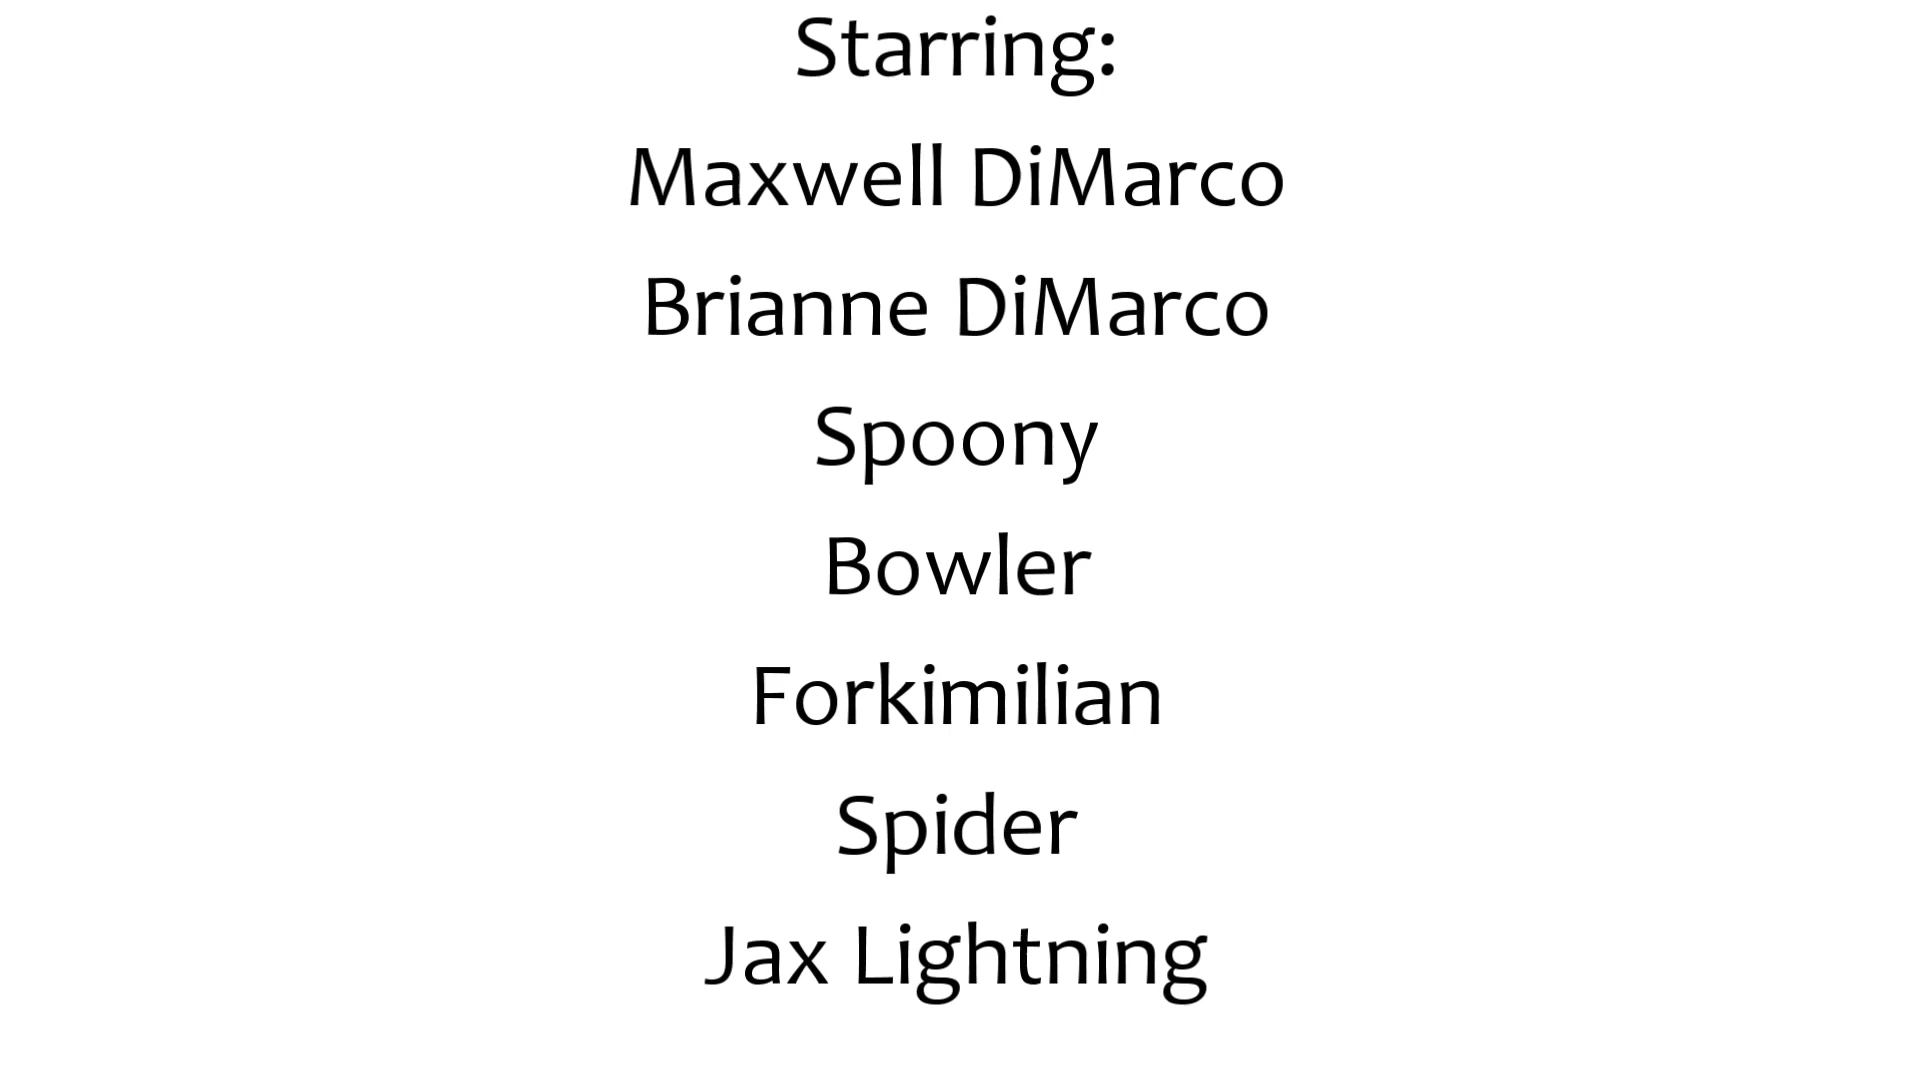 Starring:
Maxwell DiMarco
Brianne DiMarco
Spoony
Bowler
Forkimilian
Spider
Jax Lightning